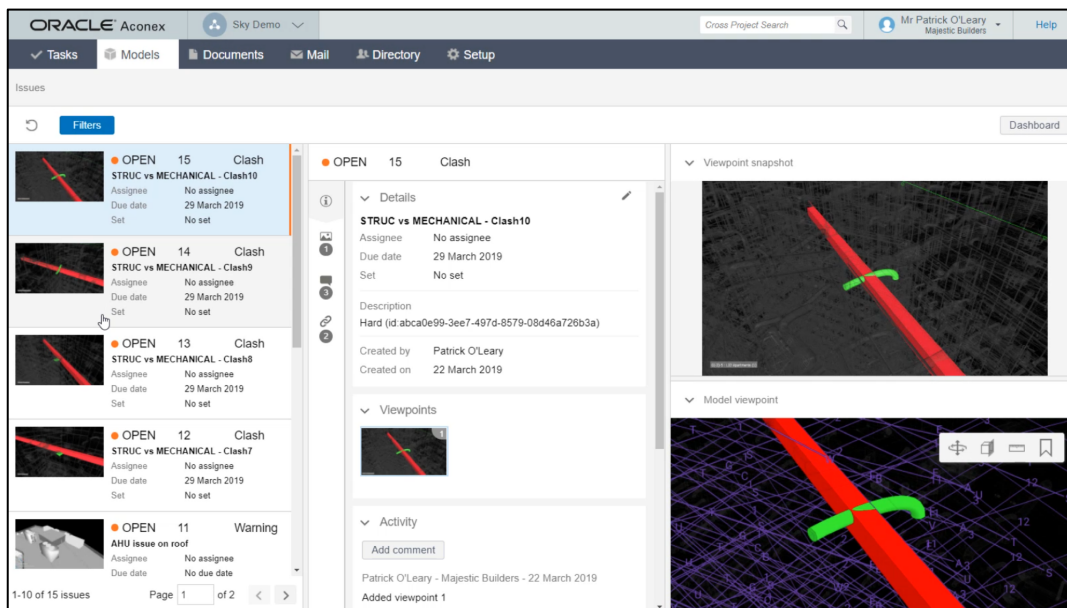 ORACLE Aconex
Sky Demo
Cross Project Search
Mr Patrick O'Leary
Majestic Builders
Help
Tasks
Models
Documents
Mail
Directory
Setup
Issues
Filters
Dashboard
OPEN 15 Clash
STRUC vs MECHANICAL - Clash10
Assignee No assignee
Due date 29 March 2019
Set No set
OPEN 14 Clash
STRUC vs MECHANICAL - Clash9
Assignee No assignee
Due date 29 March 2019
Set No set
OPEN 13 Clash
STRUC vs MECHANICAL - Clash8
Assignee No assignee
Due date 29 March 2019
Set No set
OPEN 12 Clash
STRUC vs MECHANICAL - Clash7
Assignee No assignee
Due date 29 March 2019
Set No set
OPEN 11 Warning
AHU issue on roof
Assignee No assignee
Due date No due date
1-10 of 15 issues
Page 1 of 2
OPEN 15 Clash
1
3
2
Details
STRUC vs MECHANICAL - Clash10
Assignee No assignee
Due date 29 March 2019
Set No set
Description
Hard (id:abca0e99-3ee7-497d-8579-08d46a726b3a)
Created by Patrick O'Leary
Created on 22 March 2019
Viewpoints
1
Activity
Add comment
Patrick O'Leary - Majestic Builders - 22 March 2019
Added viewpoint 1
Viewpoint snapshot
Model viewpoint